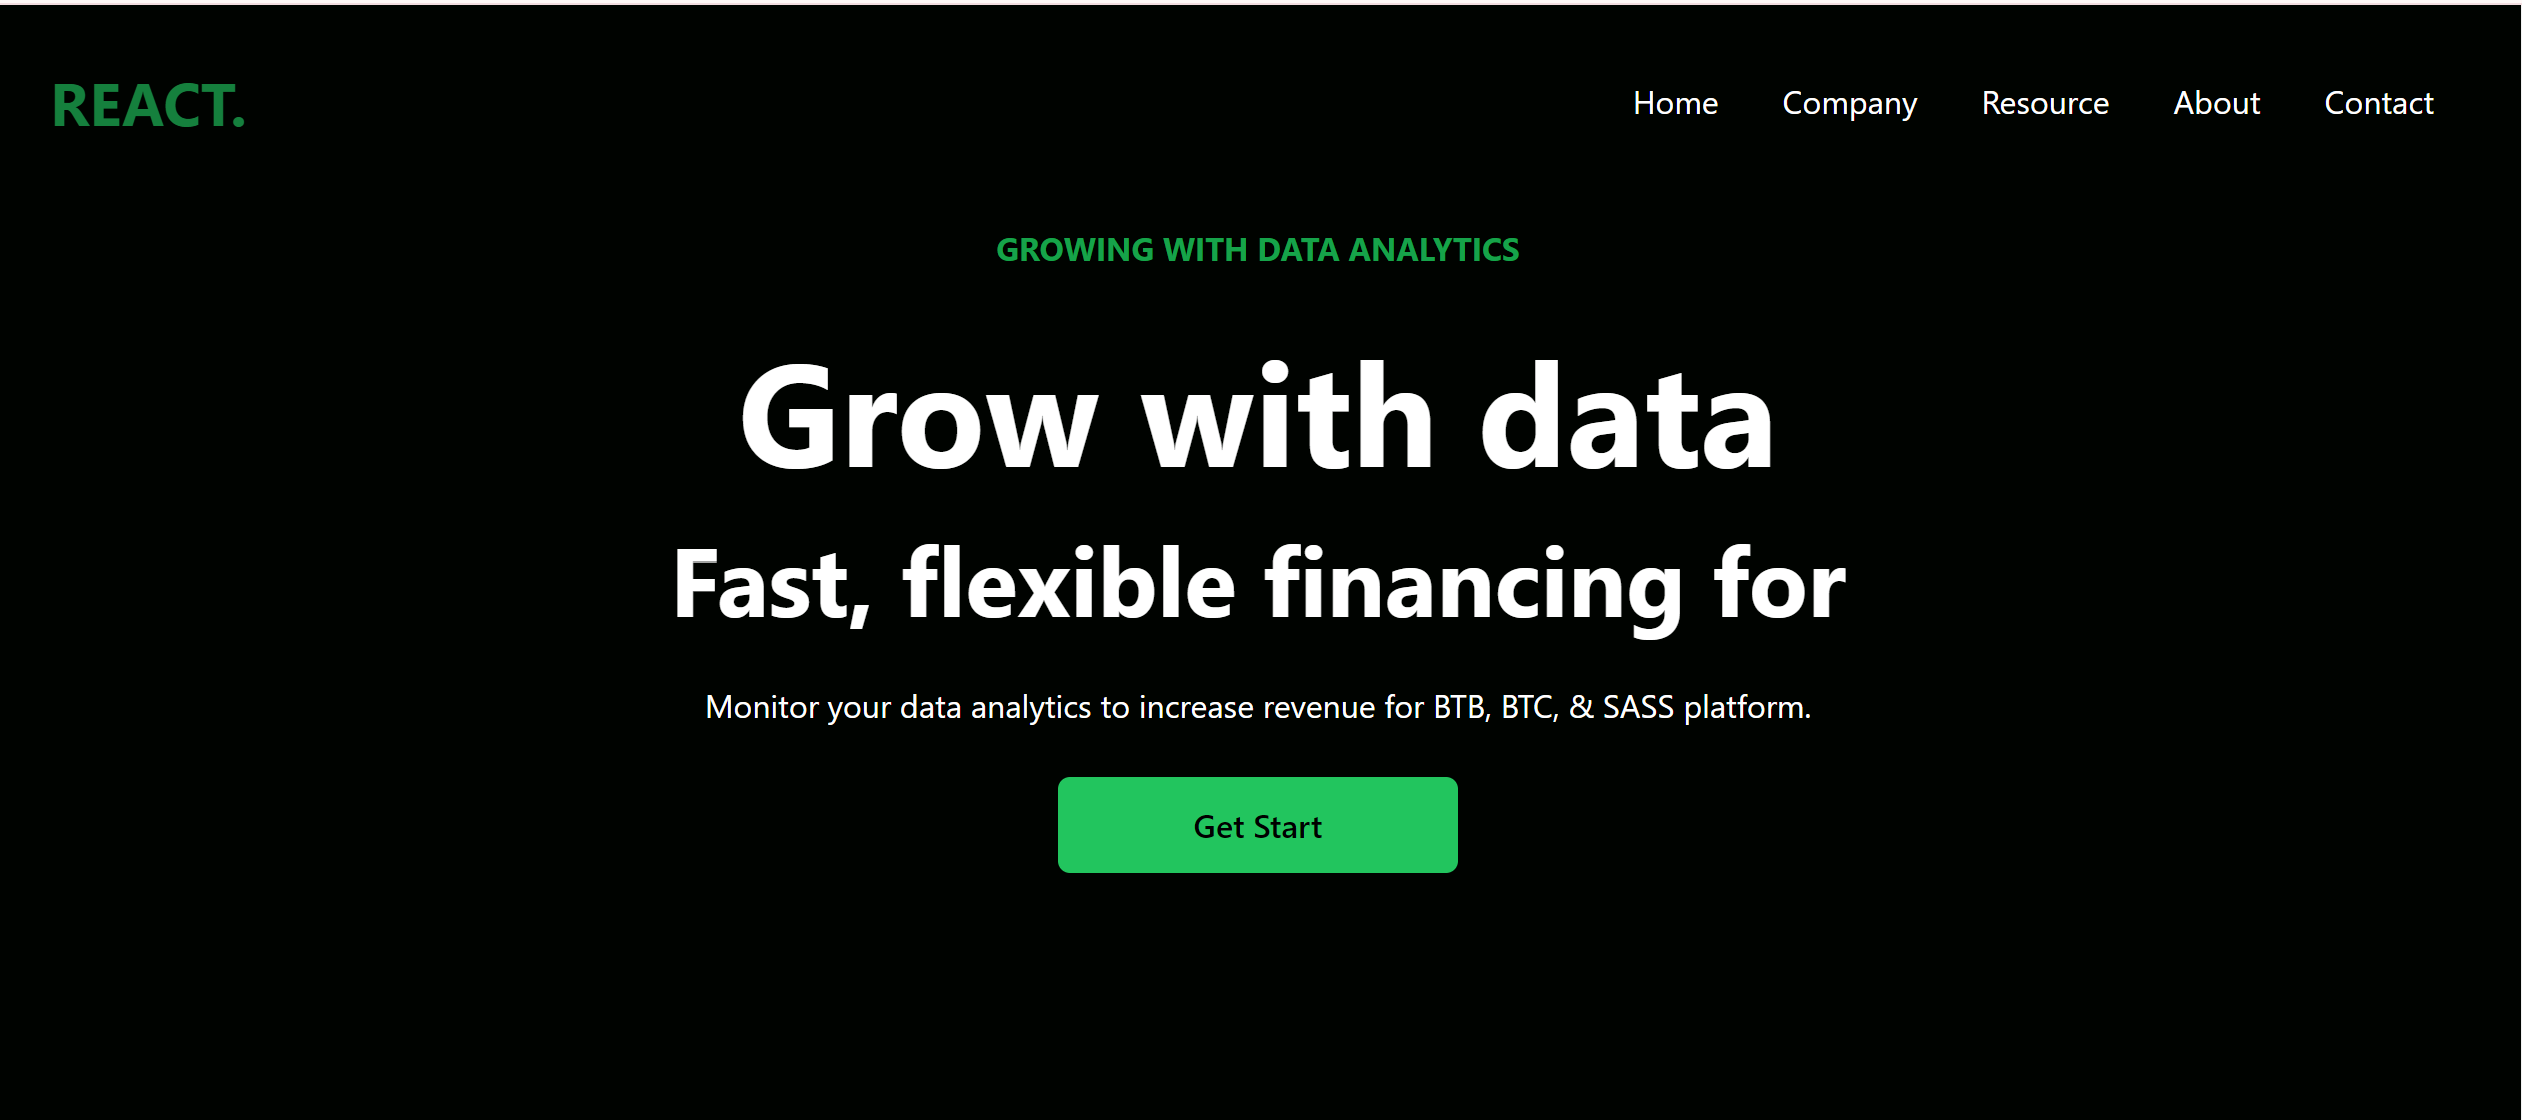 REACT.
Home Company Resource About Contact
GROWING WITH DATA ANALYTICS
Grow with data
Fast, flexible financing for
Monitor your data analytics to increase revenue for BTB, BTC, & SASS platform.
Get Start